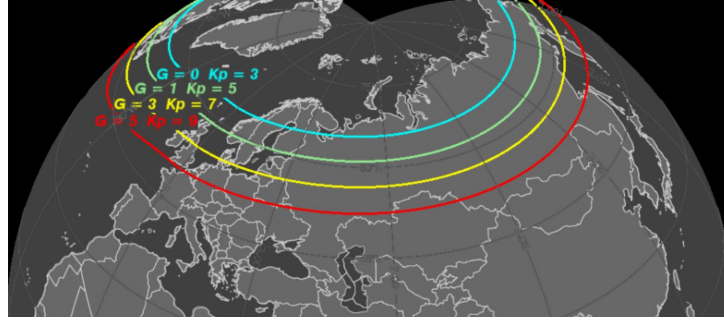 G = 0 Kp = 3
G = 1 Kp = 5
G = 3 Kp = 7
G = 5 Kp = 9